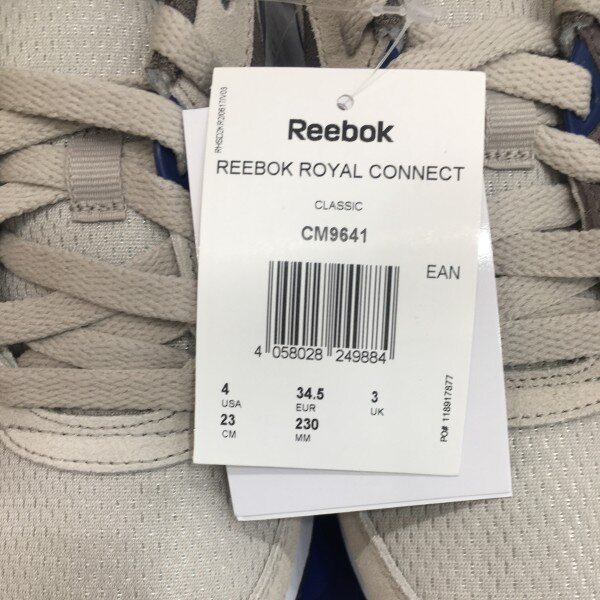 RHSD2KR20617IV03
Reebok
REEBOK ROYAL CONNECT
CLASSIC
CM9641
EAN
4 058028 249884
4 34.5 3
USA EUR UK
23 230
CM MM
PO# 118917877